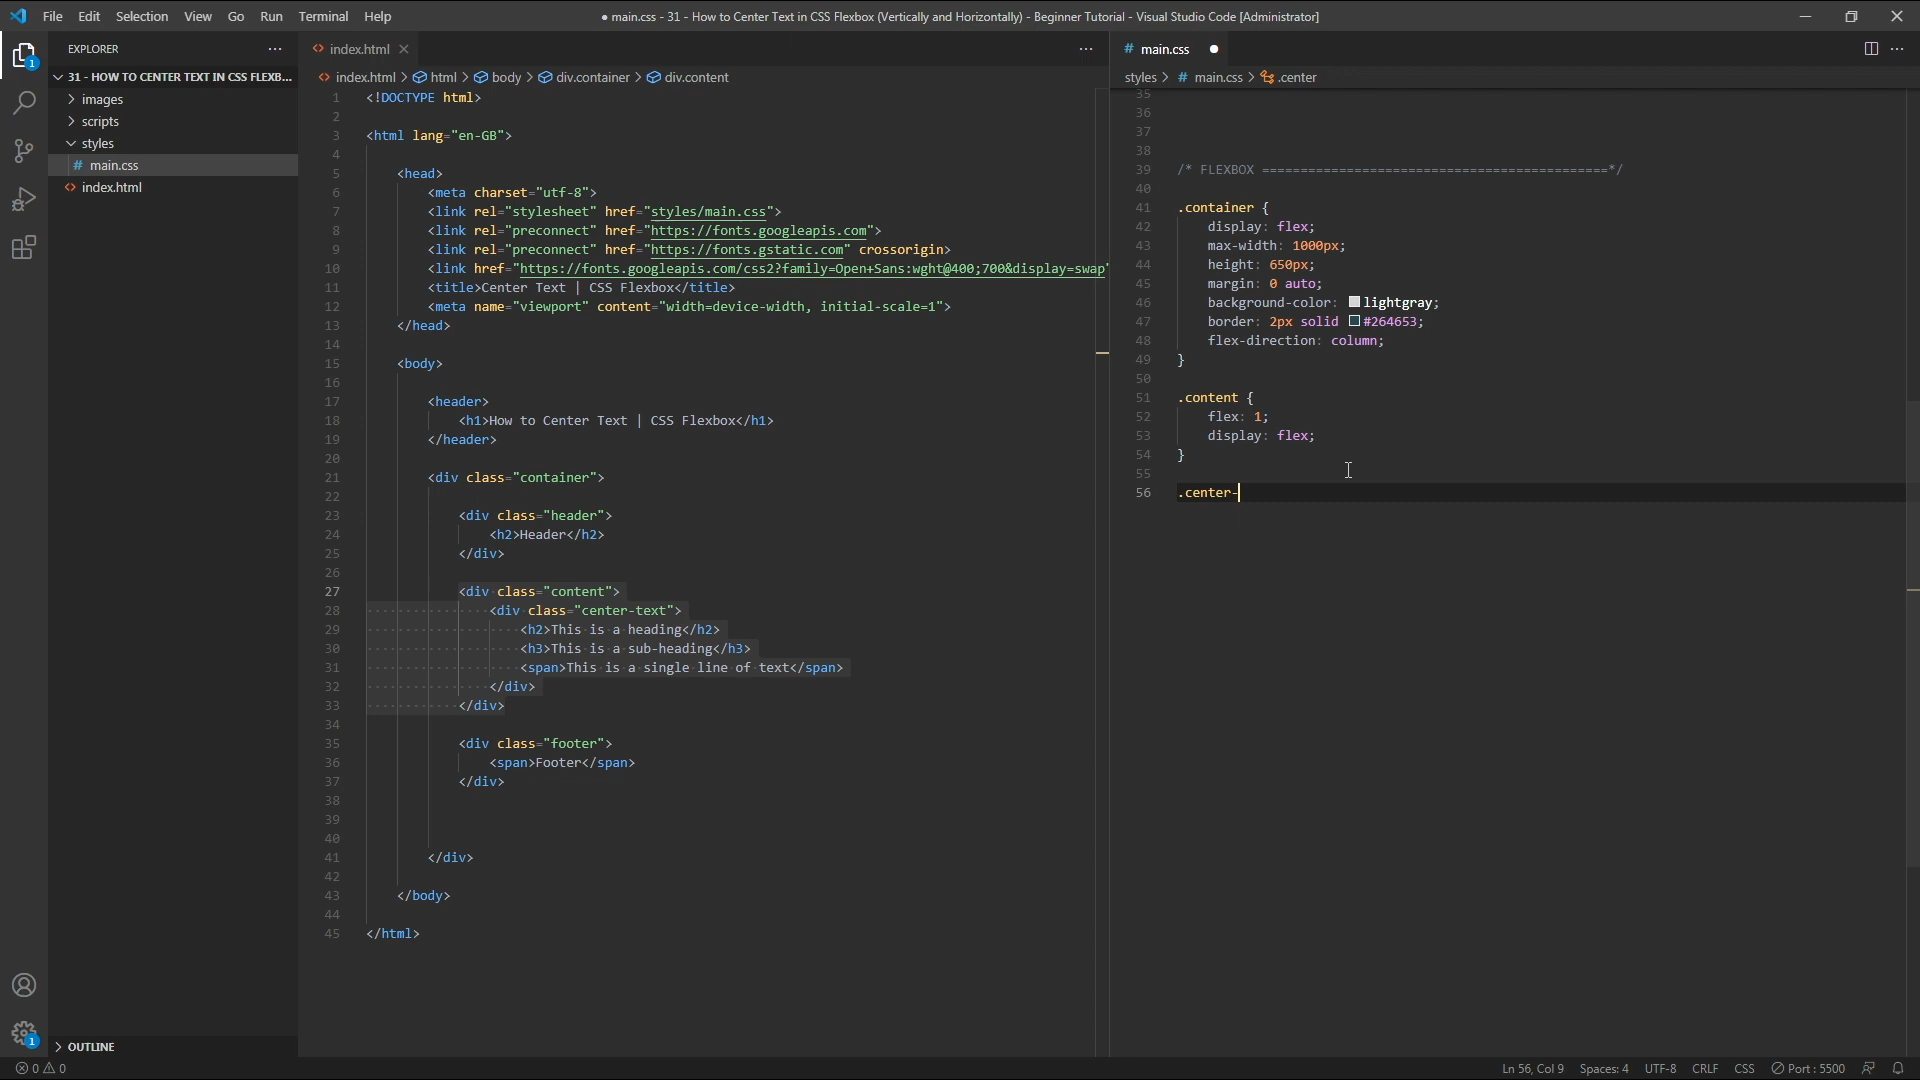 File Edit Selection View Go Run Terminal Help
● main.css - 31 - How to Center Text in CSS Flexbox (Vertically and Horizontally) - Beginner Tutorial - Visual Studio Code [Administrator]
EXPLORER
31 - HOW TO CENTER TEXT IN CSS FLEXB...
images
scripts
styles
# main.css
<> index.html
OUTLINE
1
1
<> index.html
<> index.html > html > body > div.container > div.content
1 <!DOCTYPE html>
2
3 <html lang="en-GB">
4
5 <head>
6 <meta charset="utf-8">
7 <link rel="stylesheet" href="styles/main.css">
8 <link rel="preconnect" href="https://fonts.googleapis.com">
9 <link rel="preconnect" href="https://fonts.gstatic.com" crossorigin>
10 <link href="https://fonts.googleapis.com/css2?family=Open+Sans:wght@400;700&display=swap"
11 <title>Center Text | CSS Flexbox</title>
12 <meta name="viewport" content="width=device-width, initial-scale=1">
13 </head>
14
15 <body>
16
17 <header>
18 <h1>How to Center Text | CSS Flexbox</h1>
19 </header>
20
21 <div class="container">
22
23 <div class="header">
24 <h2>Header</h2>
25 </div>
26
27 <div class="content">
28 <div class="center-text">
29 <h2>This is a heading</h2>
30 <h3>This is a sub-heading</h3>
31 <span>This is a single line of text</span>
32 </div>
33 </div>
34
35 <div class="footer">
36 <span>Footer</span>
37 </div>
38
39
40
41 </div>
42
43 </body>
44
45 </html>
# main.css ●
styles > # main.css > .center
35
36
37
38
39 /* FLEXBOX =============================================*/
40
41 .container {
42 display: flex;
43 max-width: 1000px;
44 height: 650px;
45 margin: 0 auto;
46 background-color: lightgray;
47 border: 2px solid #264653;
48 flex-direction: column;
49 }
50
51 .content {
52 flex: 1;
53 display: flex;
54 }
55
56 .center-
0 0
Ln 56, Col 9 Spaces: 4 UTF-8 CRLF CSS Port : 5500